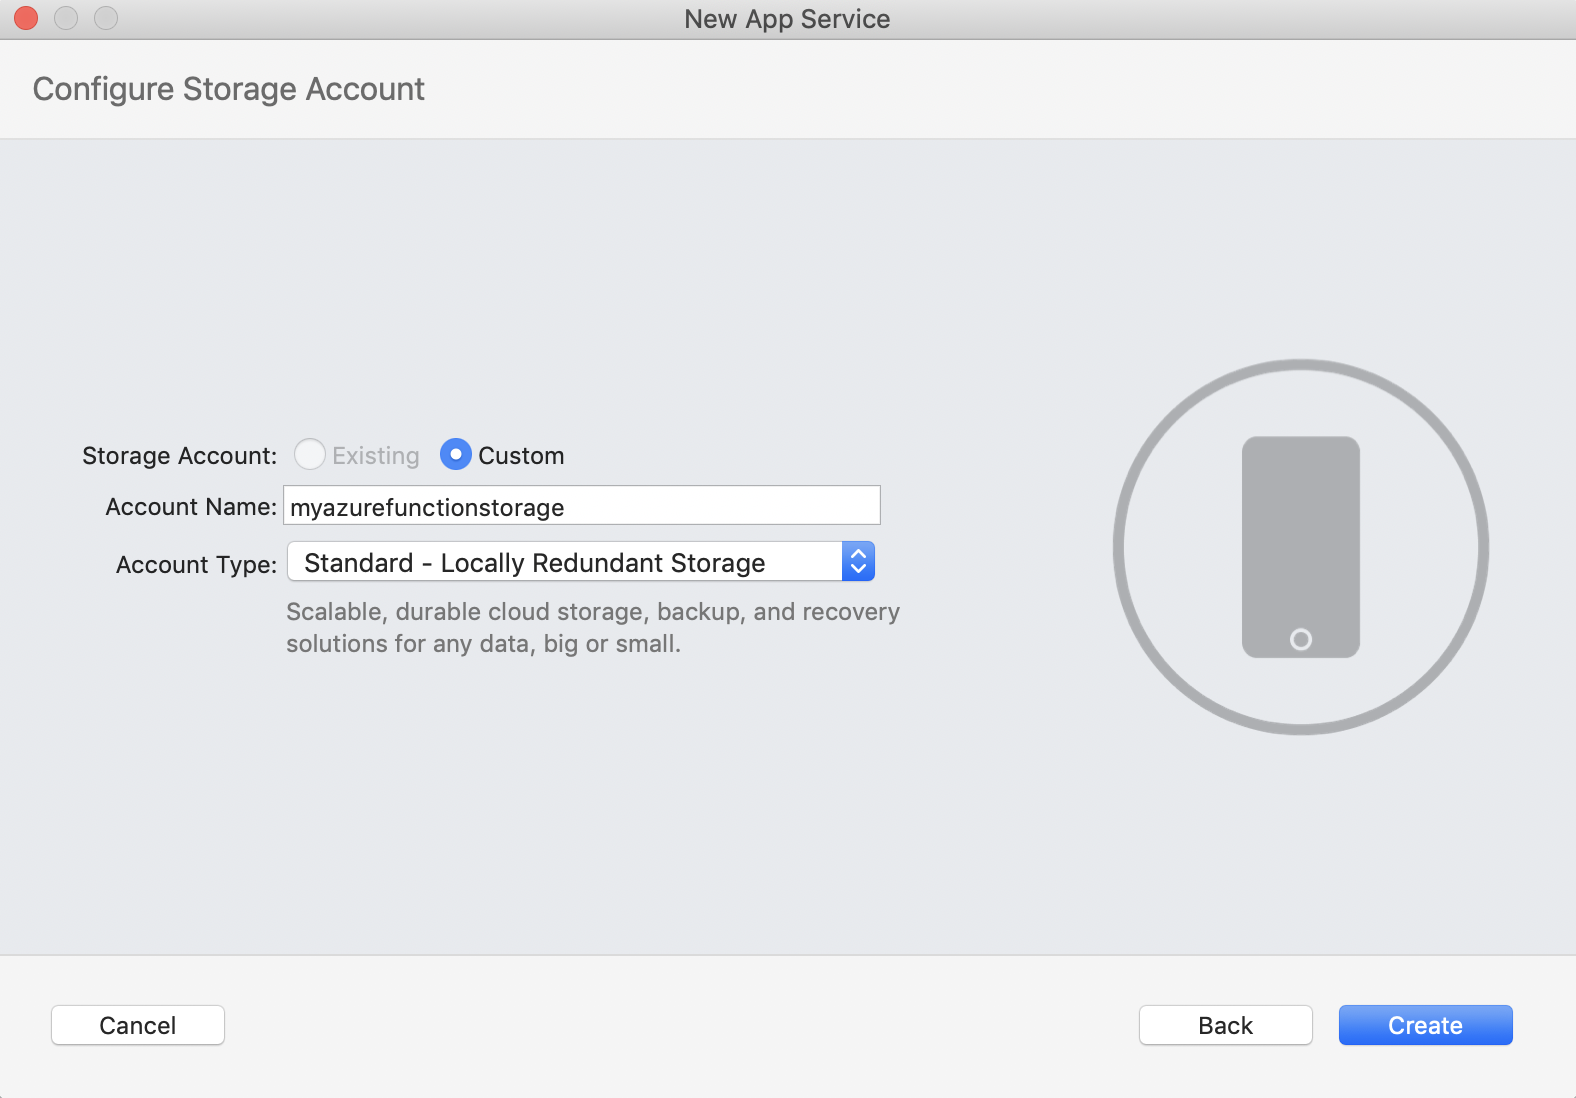 New App Service
Configure Storage Account
Storage Account: Existing Custom
Account Name: myazurefunctionstorage
Account Type: Standard - Locally Redundant Storage
Scalable, durable cloud storage, backup, and recovery
solutions for any data, big or small.
Cancel Back Create